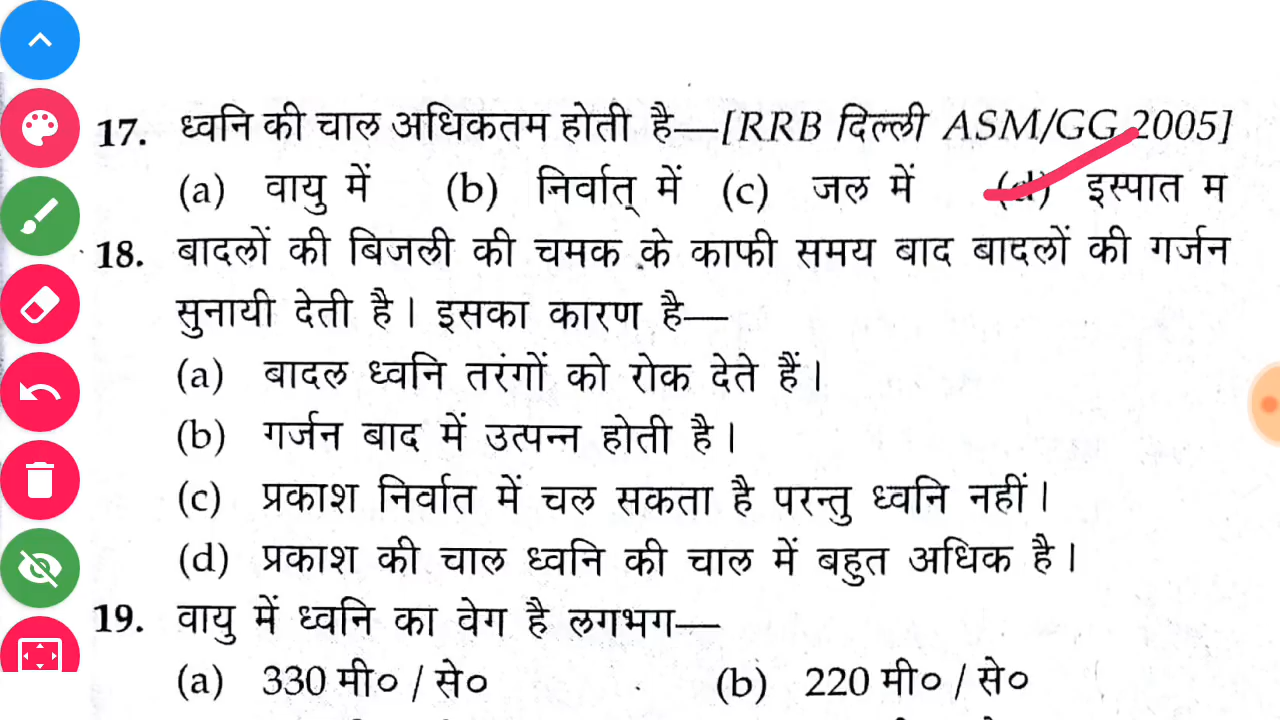 17. ध्वनि की चाल अधिकतम होती है—[RRB दिल्ली ASM/GG 2005]
(a) वायु में (b) निर्वात् में (c) जल में (d) इस्पात म
18. बादलों की बिजली की चमक के काफी समय बाद बादलों की गर्जन
सुनायी देती है। इसका कारण है—
(a) बादल ध्वनि तरंगों को रोक देते हैं।
(b) गर्जन बाद में उत्पन्न होती है।
(c) प्रकाश निर्वात में चल सकता है परन्तु ध्वनि नहीं।
(d) प्रकाश की चाल ध्वनि की चाल में बहुत अधिक है।
19. वायु में ध्वनि का वेग है लगभग—
(a) 330 मी० / से० (b) 220 मी० / से०